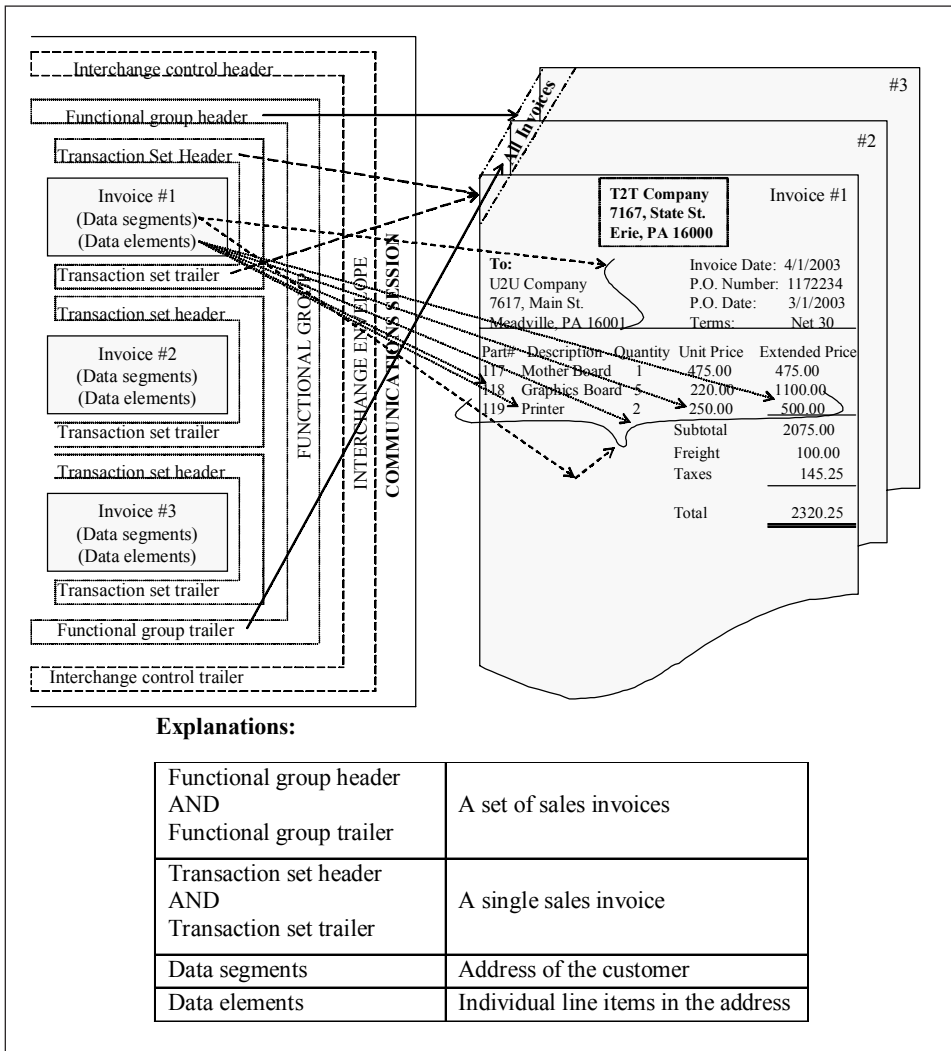 Interchange control header
Functional group header
Transaction Set Header
Invoice #1
(Data segments)
(Data elements)
Transaction set trailer
Transaction set header
Invoice #2
(Data segments)
(Data elements)
Transaction set trailer
Transaction set header
Invoice #3
(Data segments)
(Data elements)
Transaction set trailer
Functional group trailer
Interchange control trailer
FUNCTIONAL GROUP
INTERCHANGE ENVELOPE
COMMUNICATIONS SESSION
All Invoices
#3
#2
Invoice #1
T2T Company
7167, State St.
Erie, PA 16000
To:
U2U Company
7617, Main St.
Meadville, PA 16001
Invoice Date: 4/1/2003
P.O. Number: 1172234
P.O. Date: 3/1/2003
Terms: Net 30
Part# Description Quantity Unit Price Extended Price
117 Mother Board 1 475.00 475.00
118 Graphics Board 5 220.00 1100.00
119 Printer 2 250.00 500.00
Subtotal 2075.00
Freight 100.00
Taxes 145.25
Total 2320.25
Explanations:
Functional group header
AND
Functional group trailer
A set of sales invoices
Transaction set header
AND
Transaction set trailer
A single sales invoice
Data segments Address of the customer
Data elements Individual line items in the address